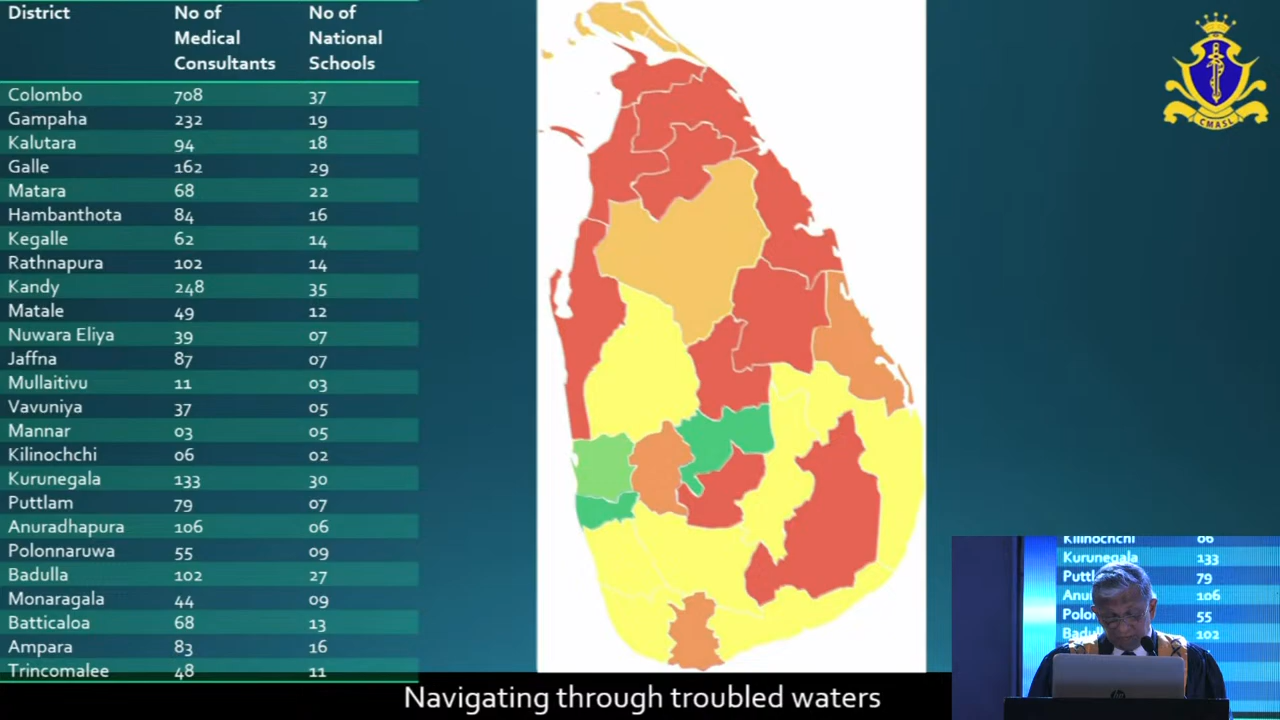 District No of Medical Consultants No of National Schools
Colombo 708 37
Gampaha 232 19
Kalutara 94 18
Galle 162 29
Matara 68 22
Hambanthota 84 16
Kegalle 62 14
Rathnapura 102 14
Kandy 248 35
Matale 49 12
Nuwara Eliya 39 07
Jaffna 87 07
Mullaitivu 11 03
Vavuniya 37 05
Mannar 03 05
Kilinochchi 06 02
Kurunegala 133 30
Puttlam 79 07
Anuradhapura 106 06
Polonnaruwa 55 09
Badulla 102 27
Monaragala 44 09
Batticaloa 68 13
Ampara 83 16
Trincomalee 48 11
CMASL
Kilinochchi 06
Kurunegala 133
79
106
55
102
hp
Navigating through troubled waters